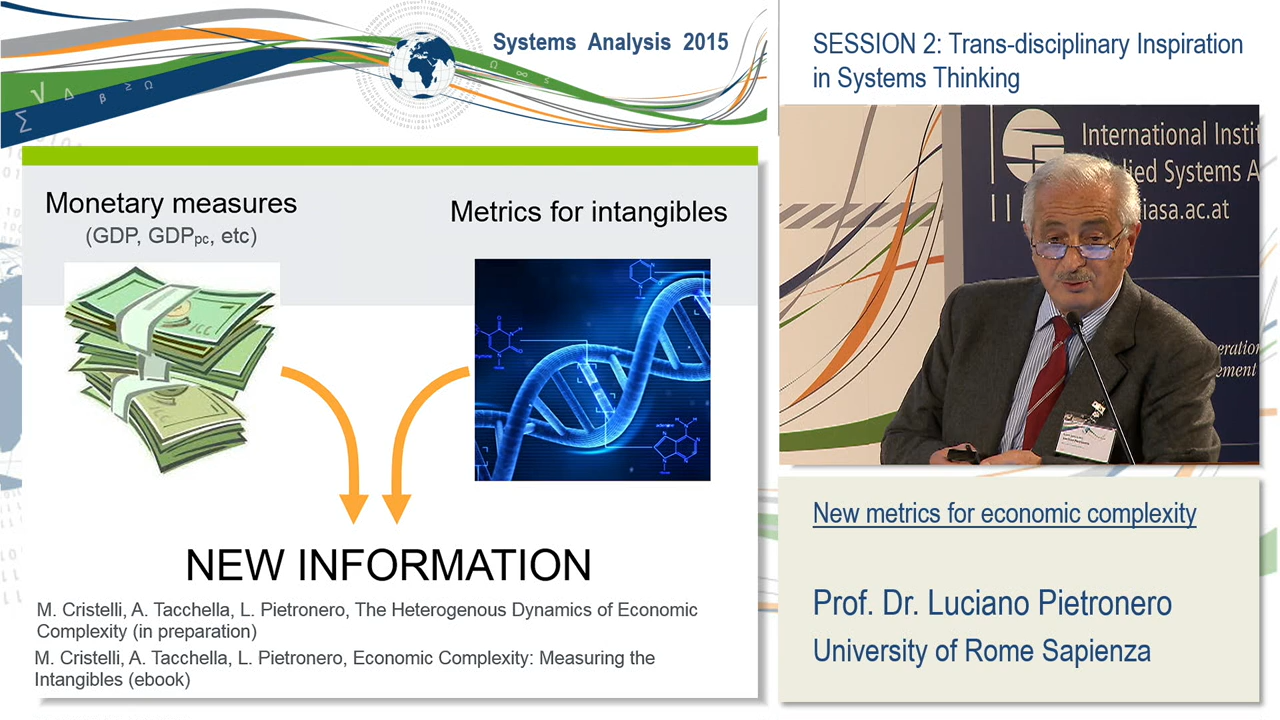 Systems Analysis 2015
Monetary measures
(GDP, GDPpc, etc)
Metrics for intangibles
NEW INFORMATION
M. Cristelli, A. Tacchella, L. Pietronero, The Heterogenous Dynamics of Economic
Complexity (in preparation)
M. Cristelli, A. Tacchella, L. Pietronero, Economic Complexity: Measuring the
Intangibles (ebook)
SESSION 2: Trans-disciplinary Inspiration
in Systems Thinking
International Instit
ied Systems A
iasa.ac.at
New metrics for economic complexity
Prof. Dr. Luciano Pietronero
University of Rome Sapienza